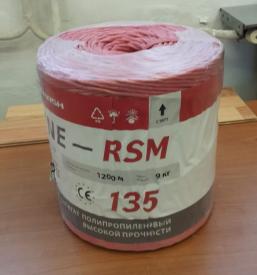 NE — RSM
1200 м
9 кг
CE 135
ПОЛИПРОПИЛЕНОВЫЙ
ВЫСОКОЙ ПРОЧНОСТИ